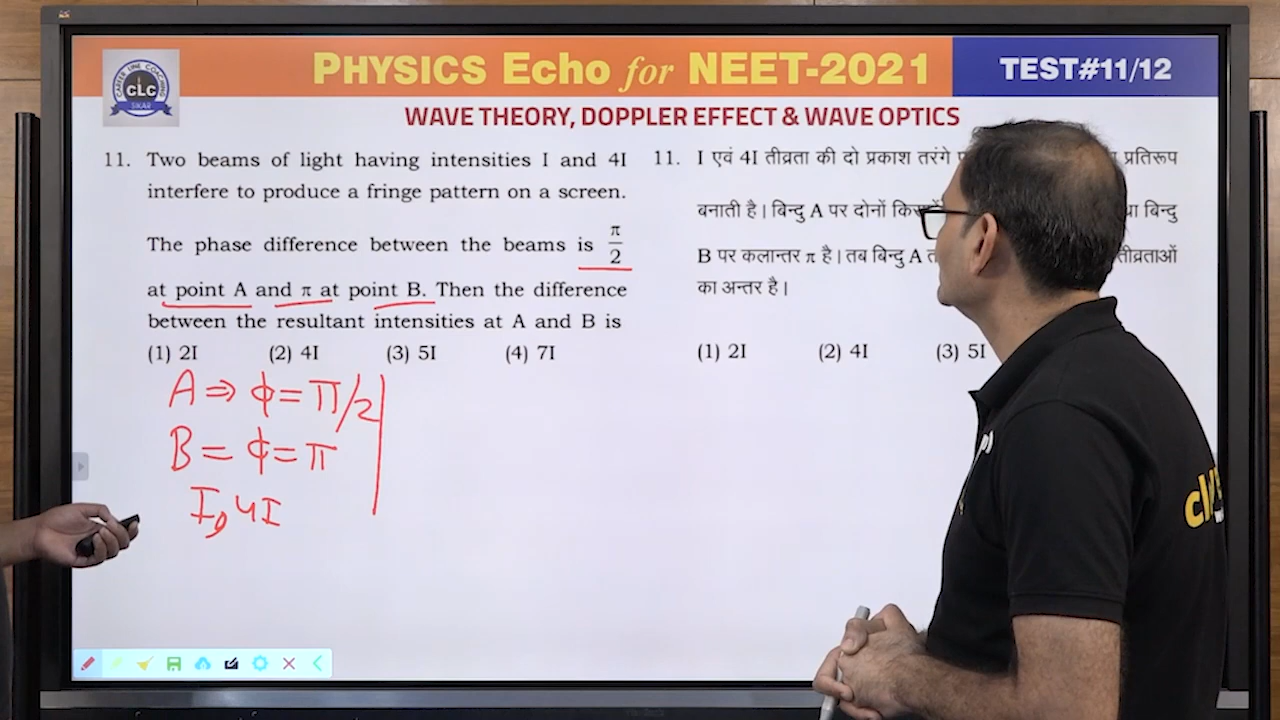 PHYSICS Echo for NEET-2021
TEST#11/12
CAREER LINE COACHING
CLC
SIKAR
WAVE THEORY, DOPPLER EFFECT & WAVE OPTICS
11. Two beams of light having intensities I and 4I
interfere to produce a fringe pattern on a screen.
The phase difference between the beams is π/2
at point A and π at point B. Then the difference
between the resultant intensities at A and B is
(1) 2I (2) 4I (3) 5I (4) 7I
A ⇒ ϕ = π/2
B = ϕ = π
I, 4I
11. I एवं 4I तीव्रता की दो प्रकाश तरंगे प्रतिरूप
बनाती है। बिन्दु A पर दोनों बिन्दु
B पर कलान्तर π है। तब बिन्दु A तीव्रताओं
का अन्तर है।
(1) 2I (2) 4I (3) 5I